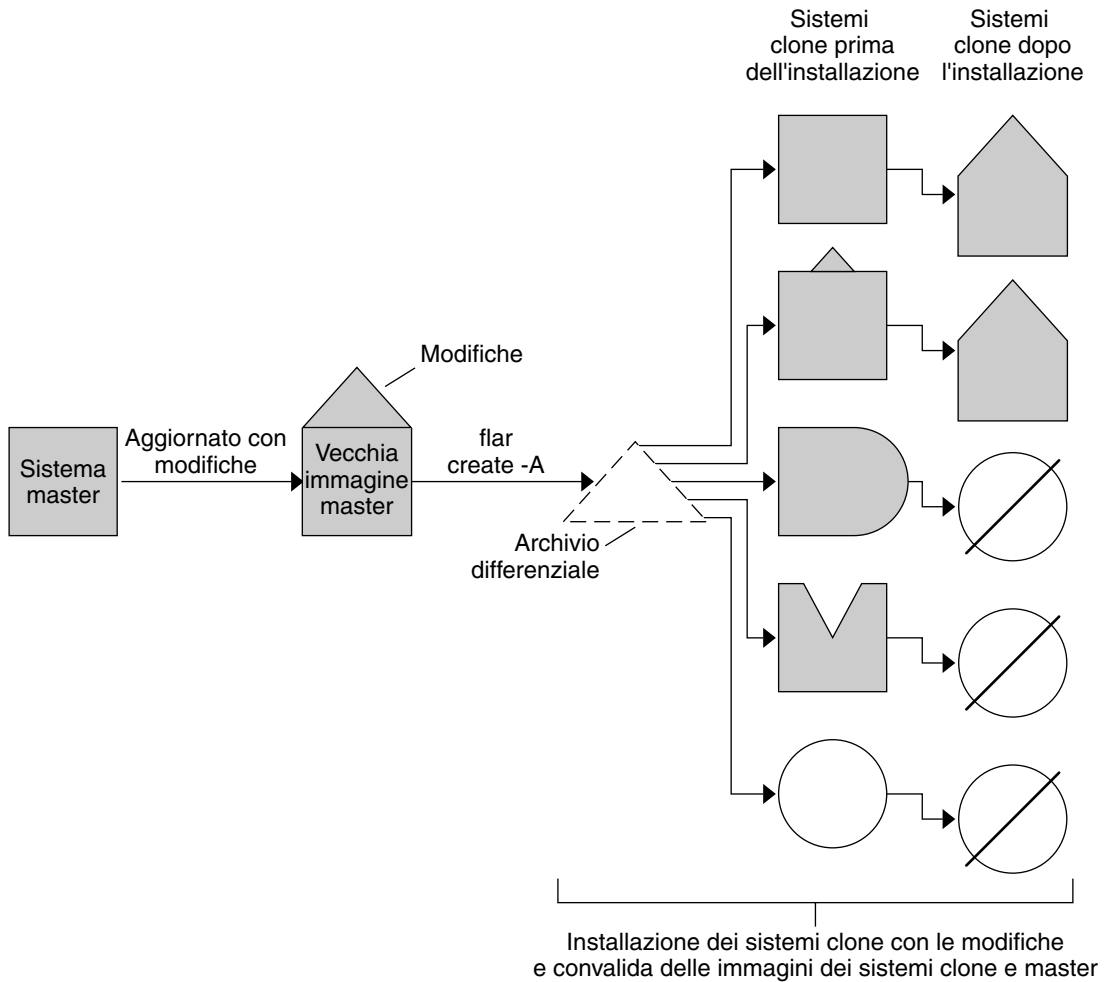 Sistemi
clone prima
dell'installazione
Sistemi
clone dopo
l'installazione
Modifiche
Sistema
master
Aggiornato con
modifiche
Vecchia
immagine
master
flar
create -A
Archivio
differenziale
Installazione dei sistemi clone con le modifiche
e convalida delle immagini dei sistemi clone e master